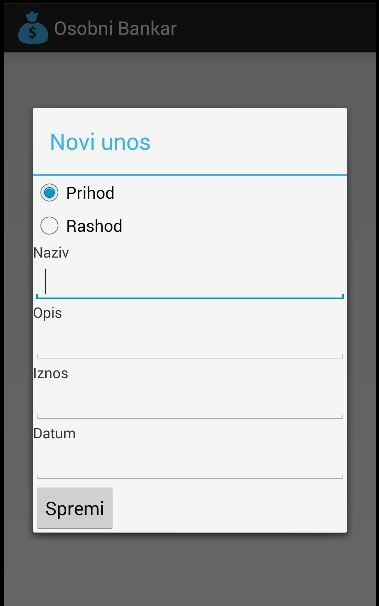 Osobni Bankar
Novi unos
Prihod
Rashod
Naziv
Opis
Iznos
Datum
Spremi